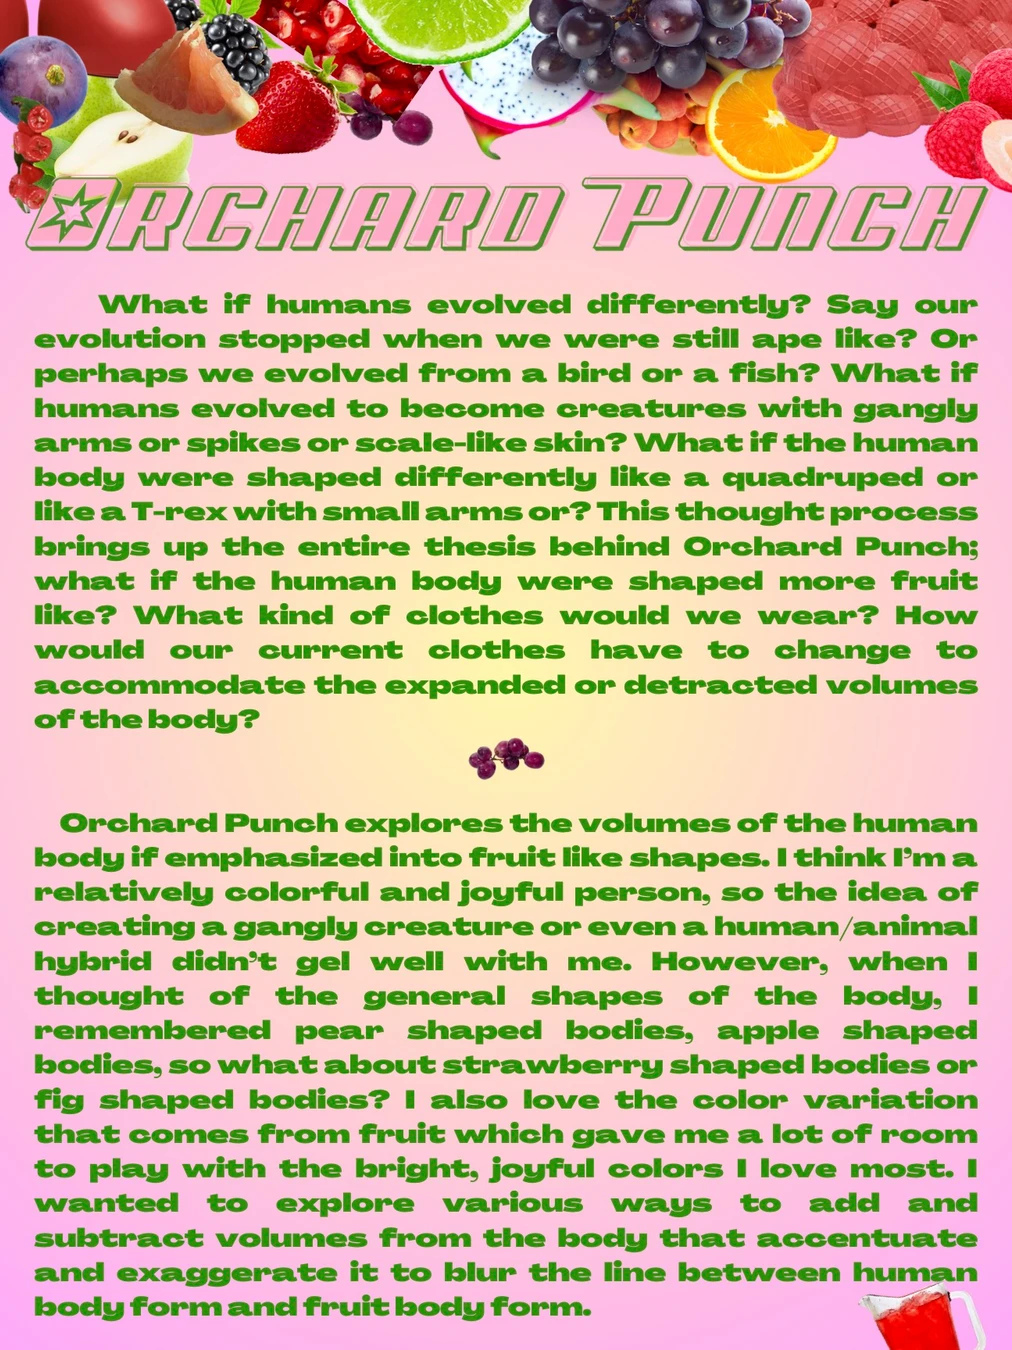 Orchard Punch
What if humans evolved differently? Say our
evolution stopped when we were still ape like? Or
perhaps we evolved from a bird or a fish? What if
humans evolved to become creatures with gangly
arms or spikes or scale-like skin? What if the human
body were shaped differently like a quadruped or
like a T-rex with small arms or? This thought process
brings up the entire thesis behind Orchard Punch;
what if the human body were shaped more fruit
like? What kind of clothes would we wear? How
would our current clothes have to change to
accommodate the expanded or detracted volumes
of the body?
Orchard Punch explores the volumes of the human
body if emphasized into fruit like shapes. I think I'm a
relatively colorful and joyful person, so the idea of
creating a gangly creature or even a human/animal
hybrid didn't gel well with me. However, when I
thought of the general shapes of the body, I
remembered pear shaped bodies, apple shaped
bodies, so what about strawberry shaped bodies or
fig shaped bodies? I also love the color variation
that comes from fruit which gave me a lot of room
to play with the bright, joyful colors I love most. I
wanted to explore various ways to add and
subtract volumes from the body that accentuate
and exaggerate it to blur the line between human
body form and fruit body form.